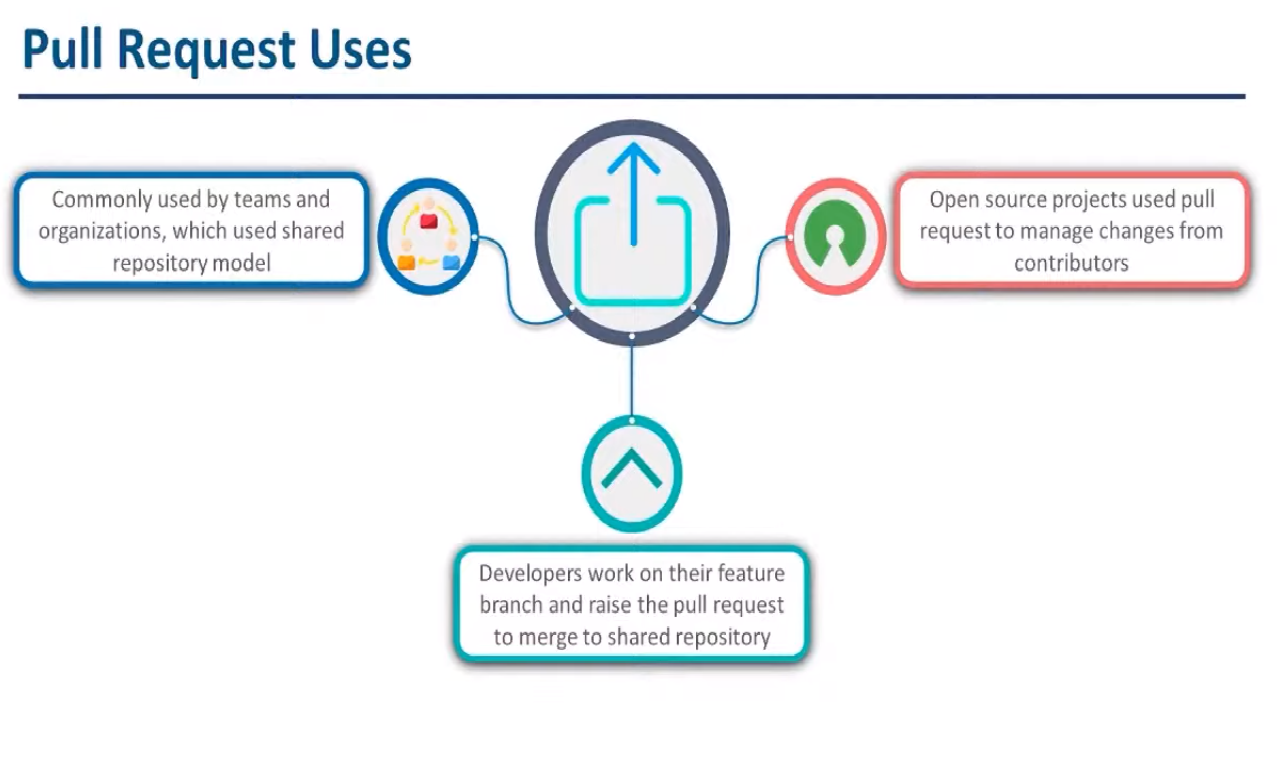 Pull Request Uses
Commonly used by teams and
organizations, which used shared
repository model
Open source projects used pull
request to manage changes from
contributors
Developers work on their feature
branch and raise the pull request
to merge to shared repository